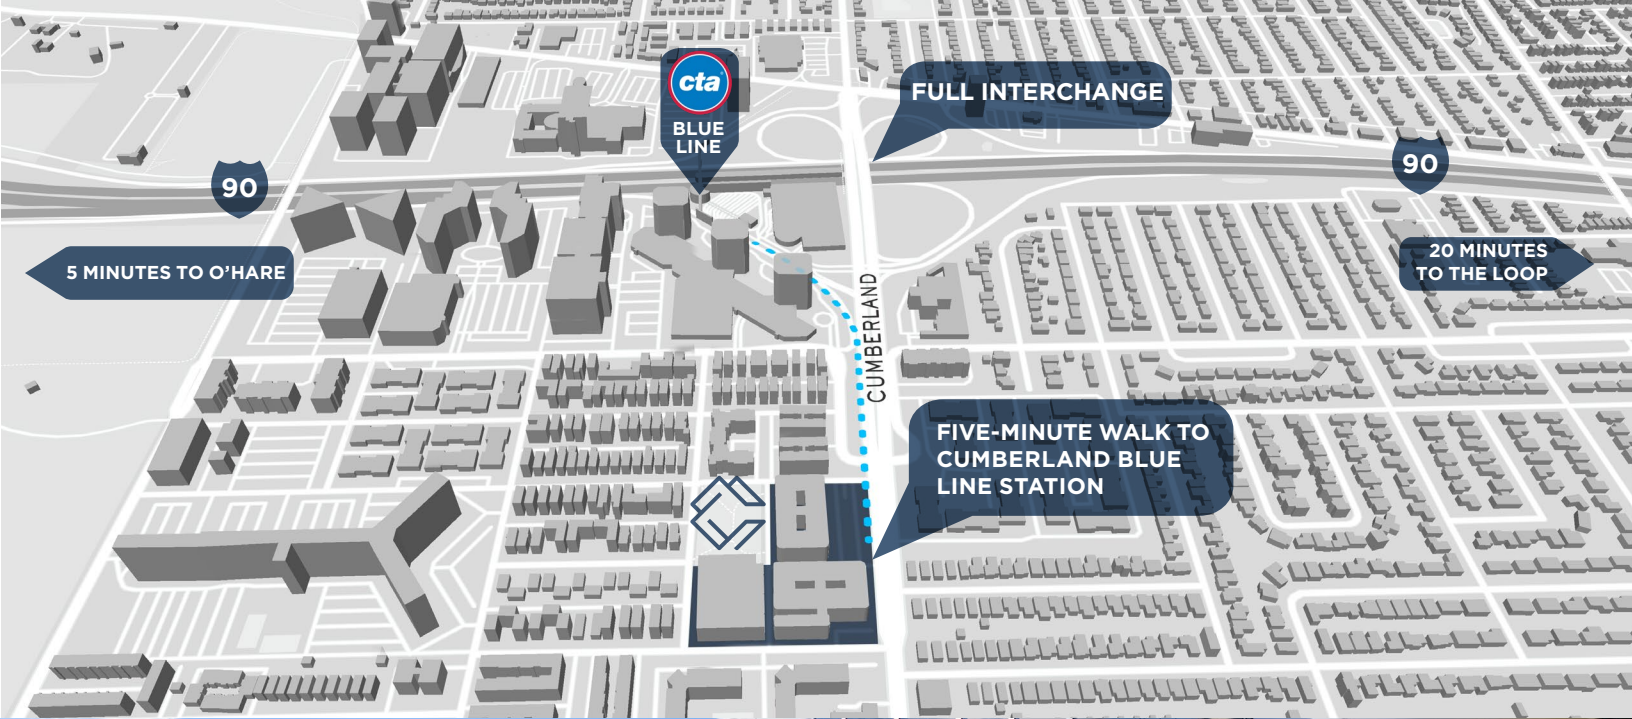 cta
BLUE
LINE
FULL INTERCHANGE
90
90
5 MINUTES TO O'HARE
20 MINUTES
TO THE LOOP
CUMBERLAND
FIVE-MINUTE WALK TO
CUMBERLAND BLUE
LINE STATION